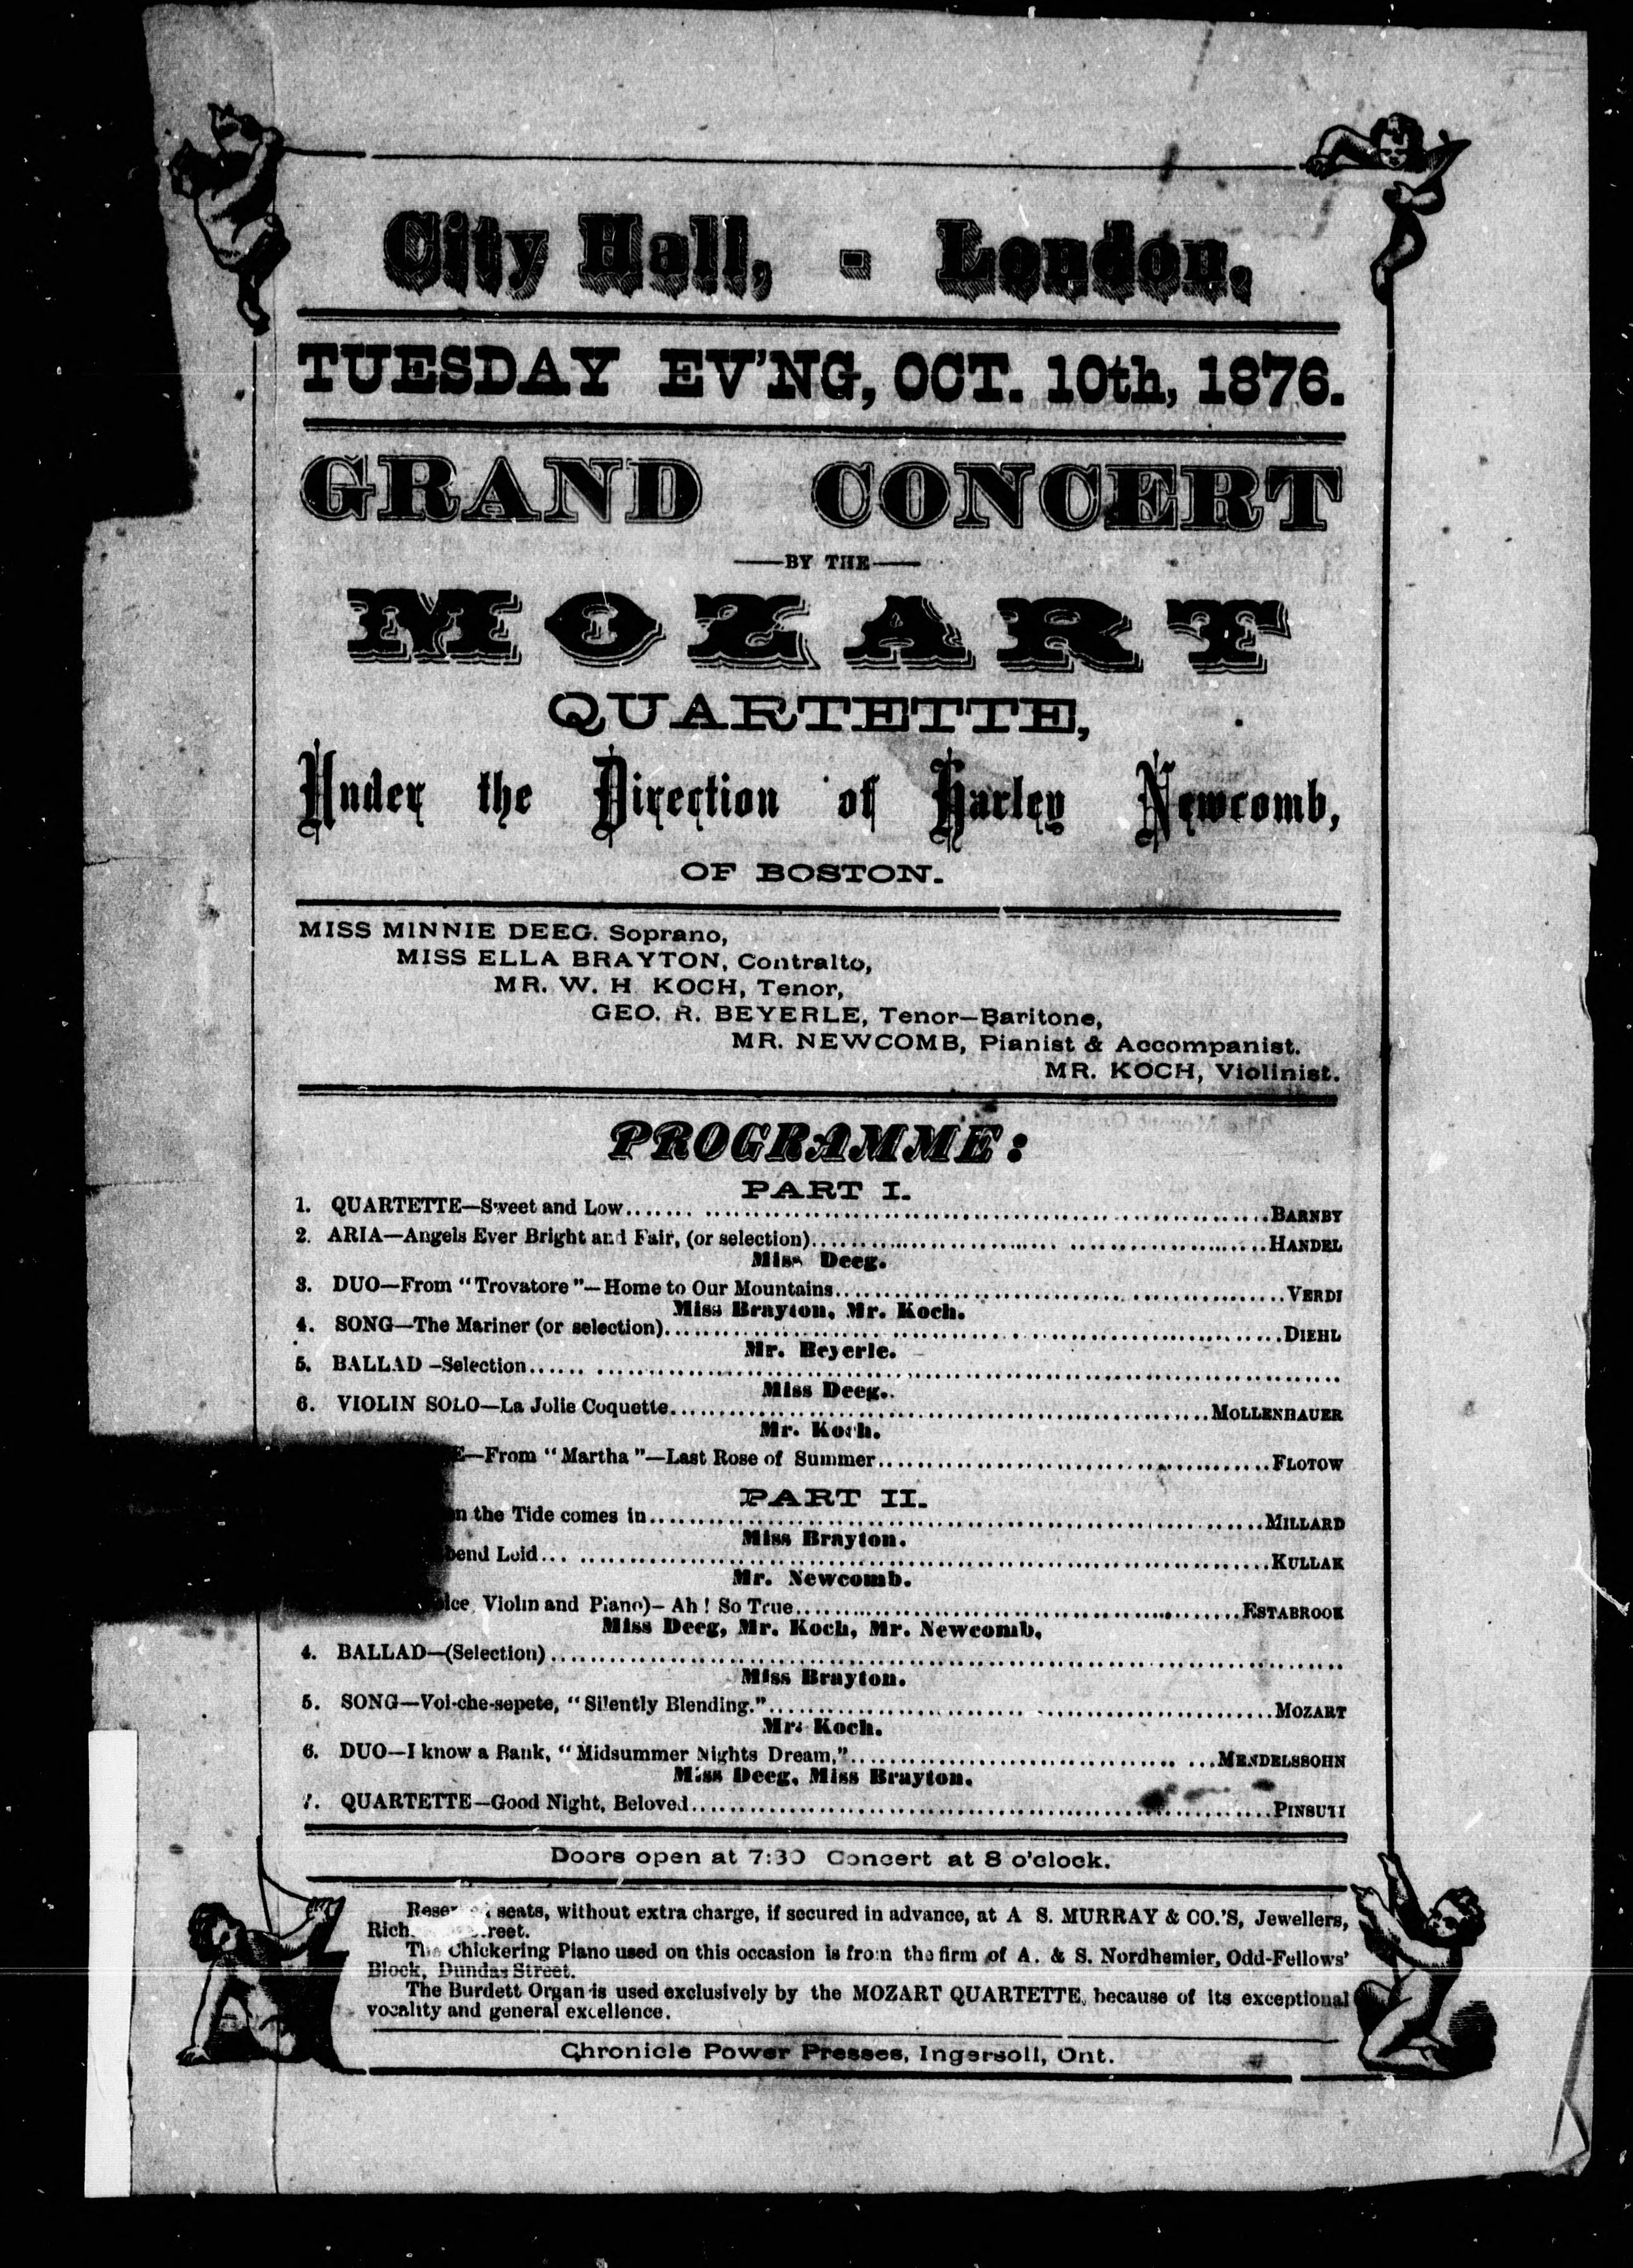 City Hall, - London,
TUESDAY EV'NG, OCT. 10th, 1876.
GRAND CONCERT
—BY THE—
MOZART
QUARTETTE,
Under the Direction of Harley Newcomb,
OF BOSTON.
MISS MINNIE DEEG. Soprano,
MISS ELLA BRAYTON, Contralto,
MR. W. H KOCH, Tenor,
GEO. R. BEYERLE, Tenor-Baritone,
MR. NEWCOMB, Pianist & Accompanist.
MR. KOCH, Violinist.
PROGRAMME:
PART I.
1. QUARTETTE—Sweet and Low....... BARNBY
2. ARIA—Angels Ever Bright and Fair, (or selection)....... HANDEL
Miss Deeg.
3. DUO—From "Trovatore"—Home to Our Mountains....... VERDI
Miss Brayton, Mr. Koch.
4. SONG—The Mariner (or selection)....... DIEHL
Mr. Beyerle.
5. BALLAD-Selection.......
Miss Deeg.
6. VIOLIN SOLO—La Jolie Coquette....... MOLLENHAUER
Mr. Koch.
—From "Martha"—Last Rose of Summer....... FLOTOW
PART II.
the Tide comes in....... MILLARD
Miss Brayton.
Leid....... KULLAK
Mr. Newcomb.
Violin and Piano)—Ah! So True....... ESTABROOK
Miss Deeg, Mr. Koch, Mr. Newcomb,
4. BALLAD—(Selection).......
Miss Brayton.
5. SONG—Voi-che-sepete, "Silently Blending."....... MOZART
Mr. Koch.
6. DUO—I know a Bank, "Midsummer Nights Dream,"....... MENDELSSOHN
Miss Deeg, Miss Brayton.
7. QUARTETTE—Good Night, Beloved....... PINSUTI
Doors open at 7:30 Concert at 8 o'clock.
seats, without extra charge, if secured in advance, at A S. MURRAY & CO.'S, Jewellers,
The Chickering Piano used on this occasion is from the firm of A. & S. Nordhemier, Odd-Fellows'
Block, Dundas Street.
The Burdett Organ is used exclusively by the MOZART QUARTETTE, because of its exceptional
vocality and general excellence.
Chronicle Power Presses, Ingersoll, Ont.